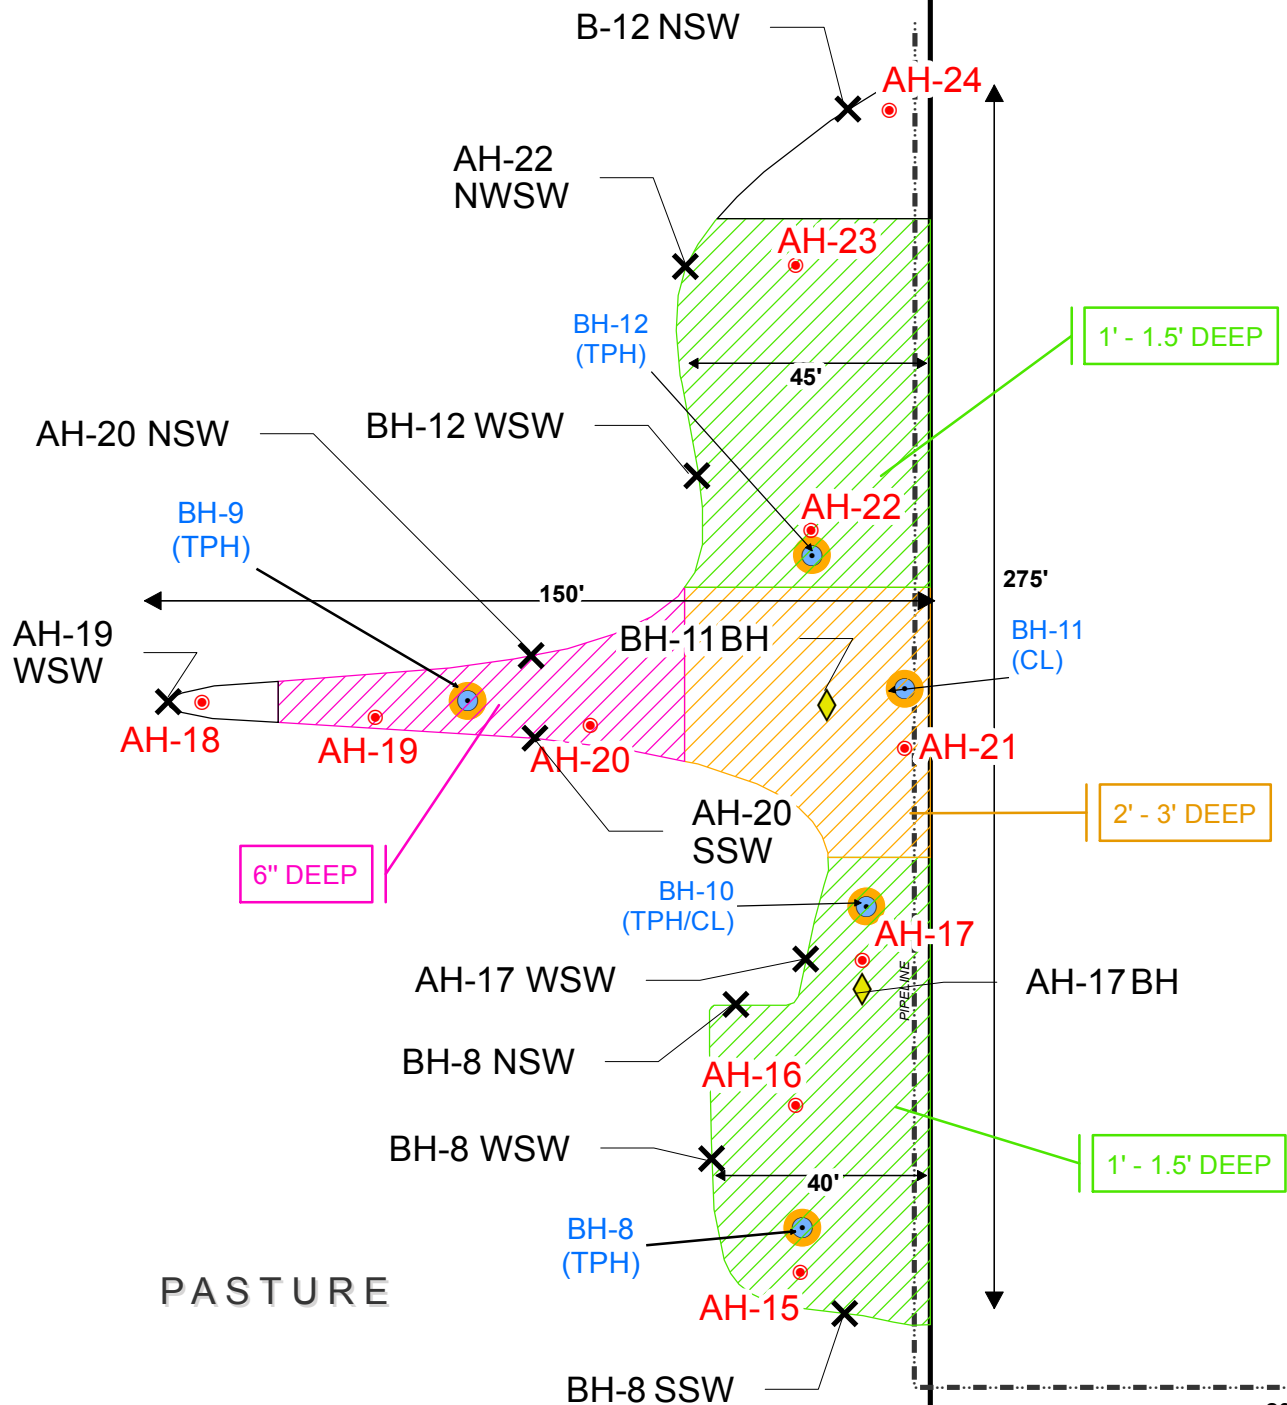 B-12 NSW
AH-24
AH-22
NWSW
AH-23
BH-12
(TPH)
1' - 1.5' DEEP
45'
AH-20 NSW
BH-12 WSW
BH-9
(TPH)
AH-22
150'
275'
AH-19
WSW
BH-11 BH
BH-11
(CL)
AH-18
AH-19
AH-20
AH-21
AH-20
SSW
2' - 3' DEEP
6" DEEP
BH-10
(TPH/CL)
AH-17
AH-17 WSW
PIPELINE
AH-17 BH
BH-8 NSW
AH-16
BH-8 WSW
1' - 1.5' DEEP
40'
BH-8
(TPH)
PASTURE
AH-15
BH-8 SSW